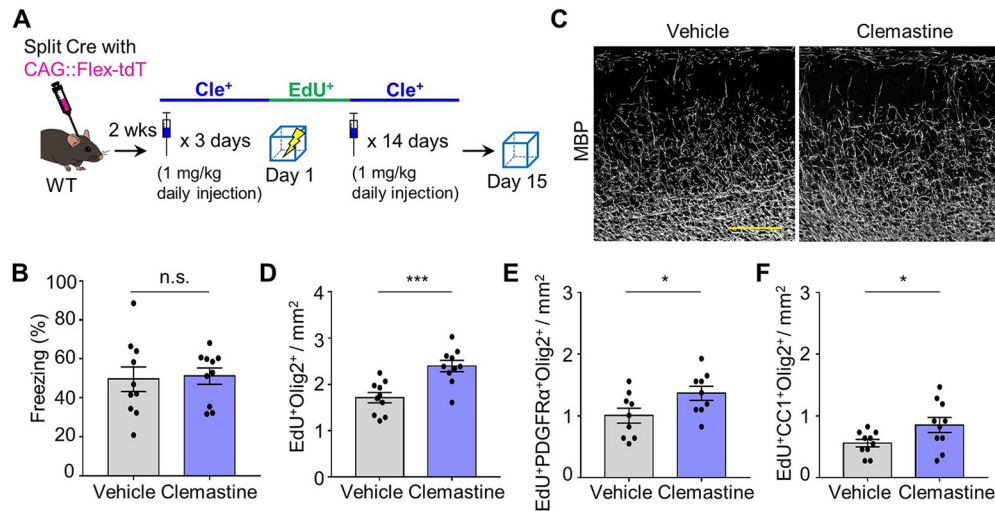 A
Split Cre with
CAG::Flex-tdT
WT
2 wks
Cle⁺ EdU⁺ Cle⁺
x 3 days
(1 mg/kg
daily injection)
Day 1
x 14 days
(1 mg/kg
daily injection)
Day 15
C
Vehicle Clemastine
MBP
B
n.s.
Freezing (%)
100
80
60
40
20
0
Vehicle Clemastine
D
***
EdU⁺Olig2⁺ / mm²
4
3
2
1
0
Vehicle Clemastine
E
*
EdU⁺PDGFRα⁺Olig2⁺ / mm²
3
2
1
0
Vehicle Clemastine
F
*
EdU⁺CC1⁺Olig2⁺ / mm²
3
2
1
0
Vehicle Clemastine